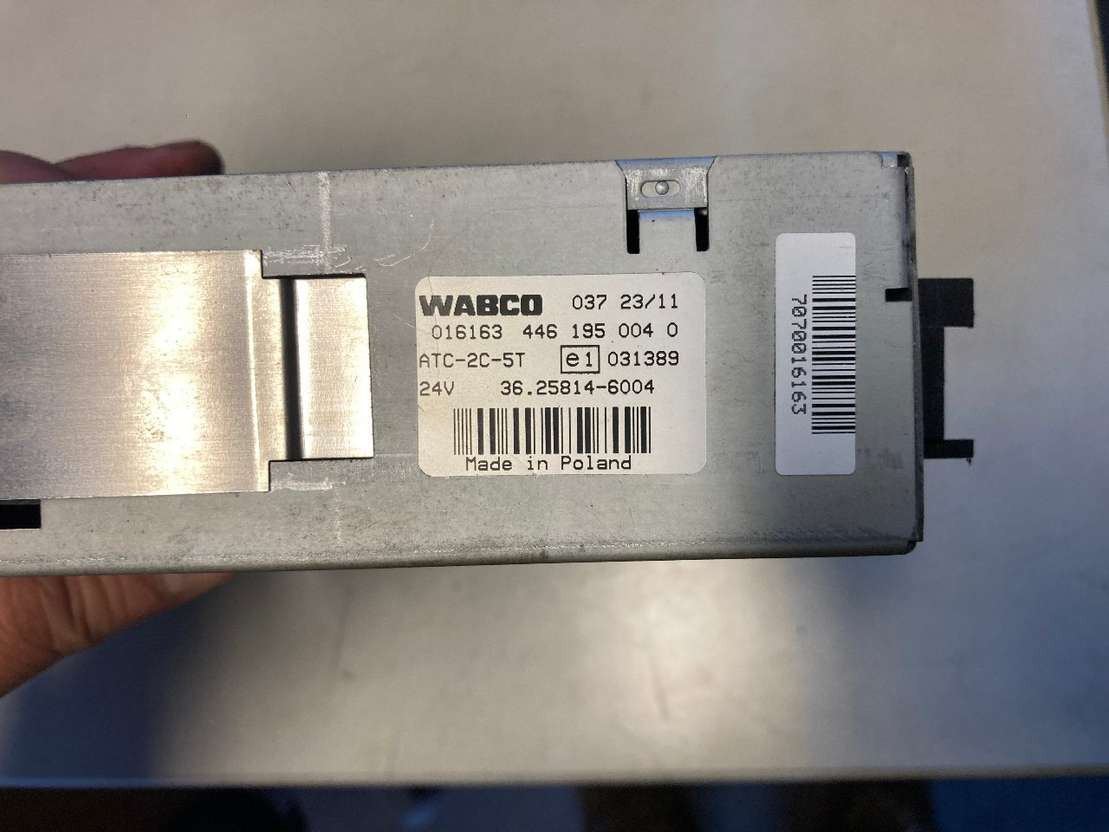 WABCO 037 23/11
016163 446 195 004 0
ATC-2C-5T e1 031389
24V 36.25814-6004
Made in Poland
7070016163